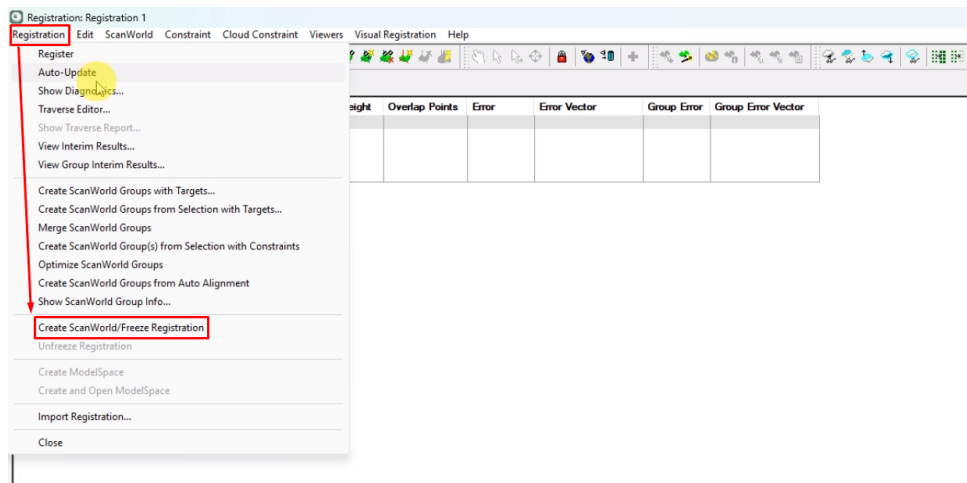 Registration: Registration 1
Registration Edit ScanWorld Constraint Cloud Constraint Viewers Visual Registration Help
Register
Auto-Update
Show Diagnostics...
Traverse Editor...
eight Overlap Points Error Error Vector Group Error Group Error Vector
Show Traverse Report...
View Interim Results...
View Group Interim Results...
Create ScanWorld Groups with Targets...
Create ScanWorld Groups from Selection with Targets...
Merge ScanWorld Groups
Create ScanWorld Group(s) from Selection with Constraints
Optimize ScanWorld Groups
Create ScanWorld Groups from Auto Alignment
Show ScanWorld Group Info...
Create ScanWorld/Freeze Registration
Unfreeze Registration
Create ModelSpace
Create and Open ModelSpace
Import Registration...
Close